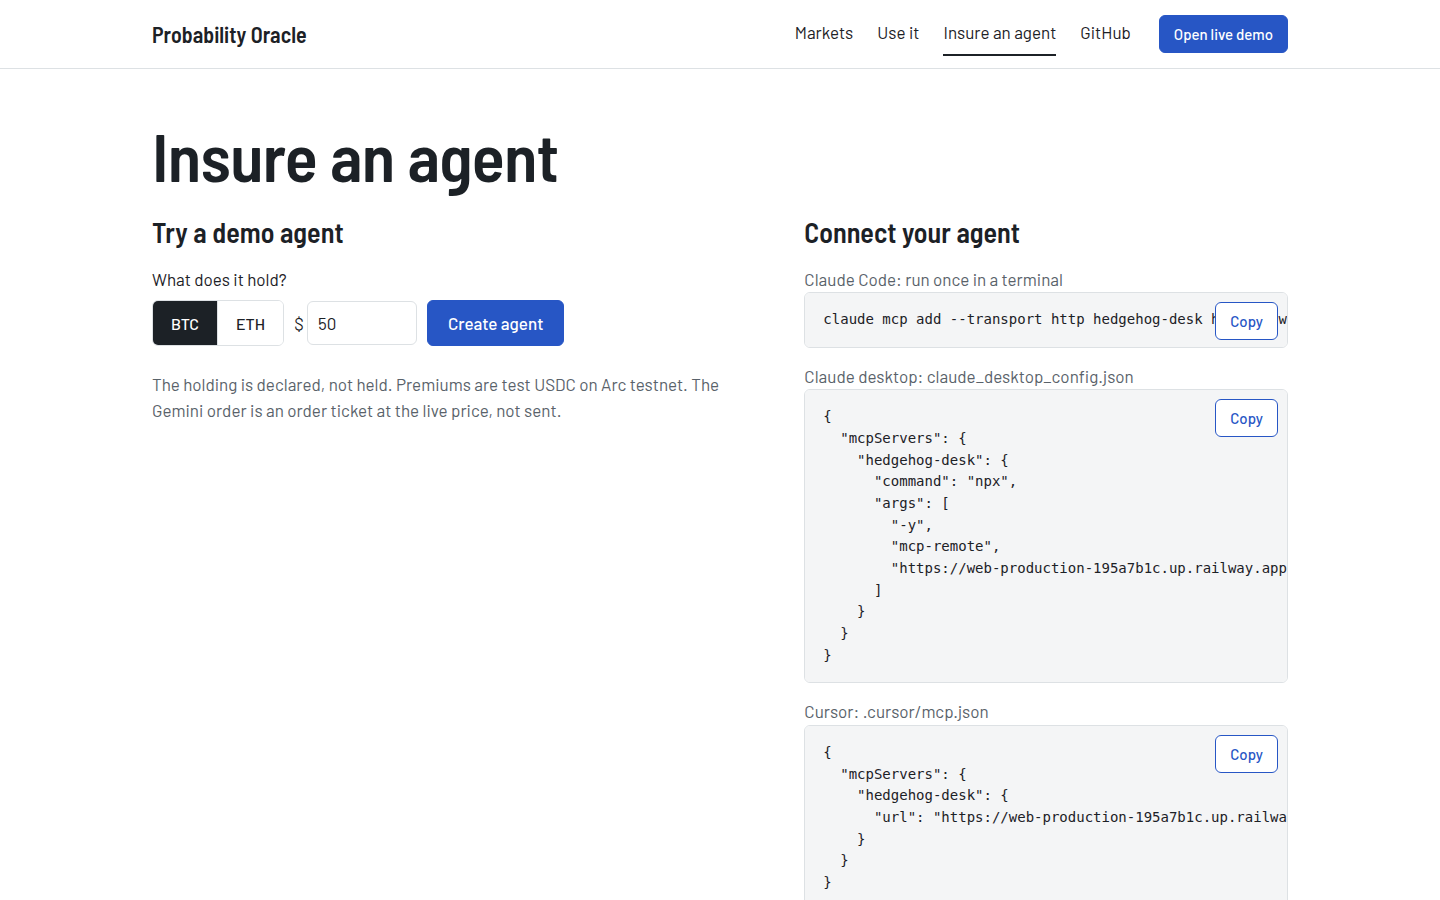 Probability Oracle
Markets
Use it
Insure an agent
GitHub
Open live demo
Insure an agent
Try a demo agent
What does it hold?
BTC
ETH
$
50
Create agent
The holding is declared, not held. Premiums are test USDC on Arc testnet. The
Gemini order is an order ticket at the live price, not sent.
Connect your agent
Claude Code: run once in a terminal
claude mcp add --transport http hedgehog-desk
Copy
Claude desktop: claude_desktop_config.json
Copy
{
  "mcpServers": {
    "hedgehog-desk": {
      "command": "npx",
      "args": [
        "-y",
        "mcp-remote",
        "https://web-production-195a7b1c.up.railway.app
      ]
    }
  }
}
Cursor: .cursor/mcp.json
Copy
{
  "mcpServers": {
    "hedgehog-desk": {
      "url": "https://web-production-195a7b1c.up.railwa
    }
  }
}